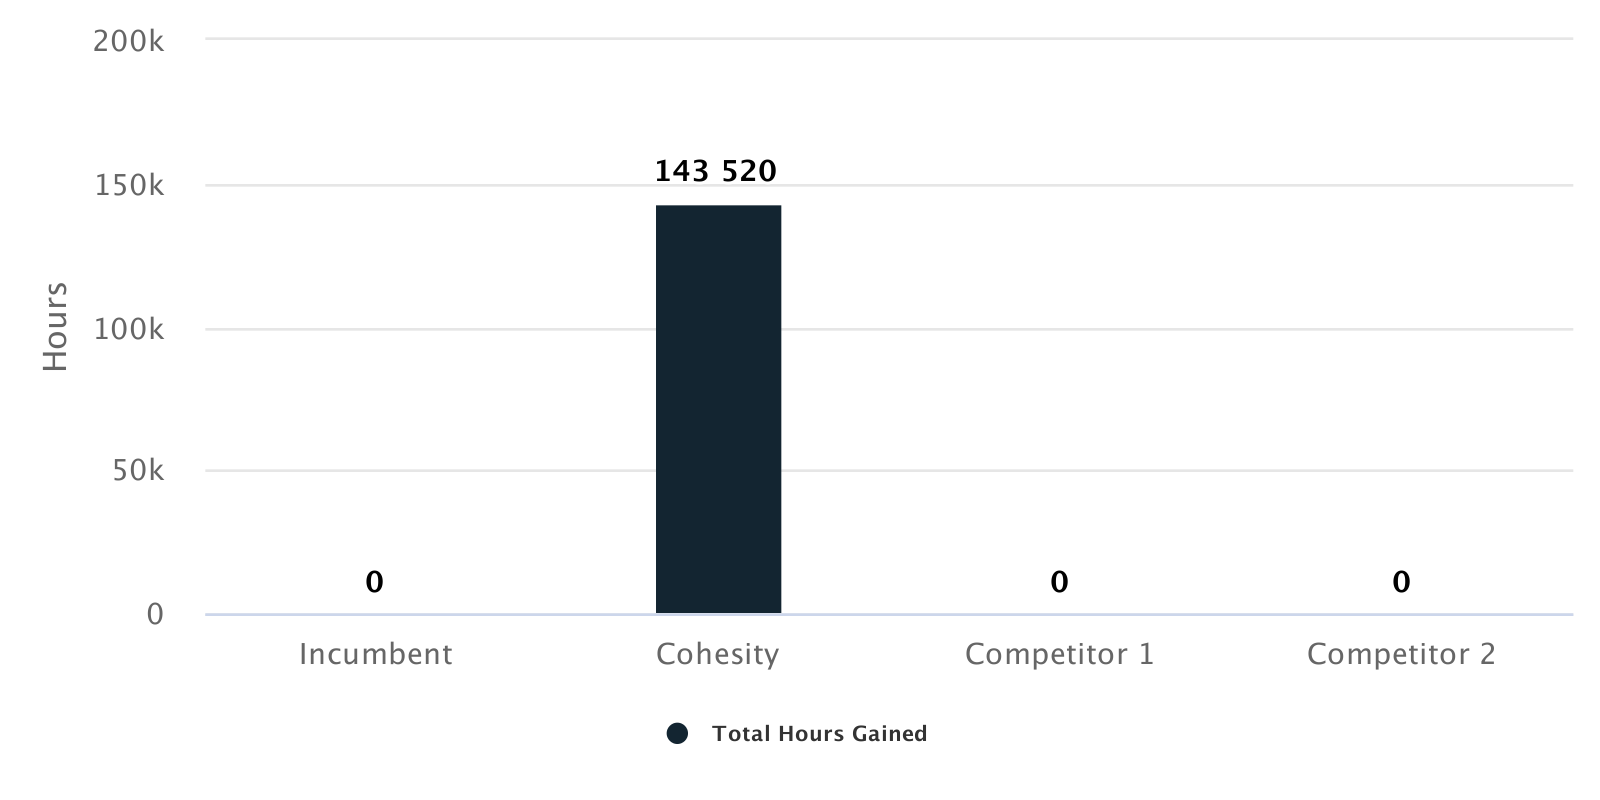 200k
150k
100k
50k
0
Hours
143 520
0
0
0
Incumbent
Cohesity
Competitor 1
Competitor 2
Total Hours Gained